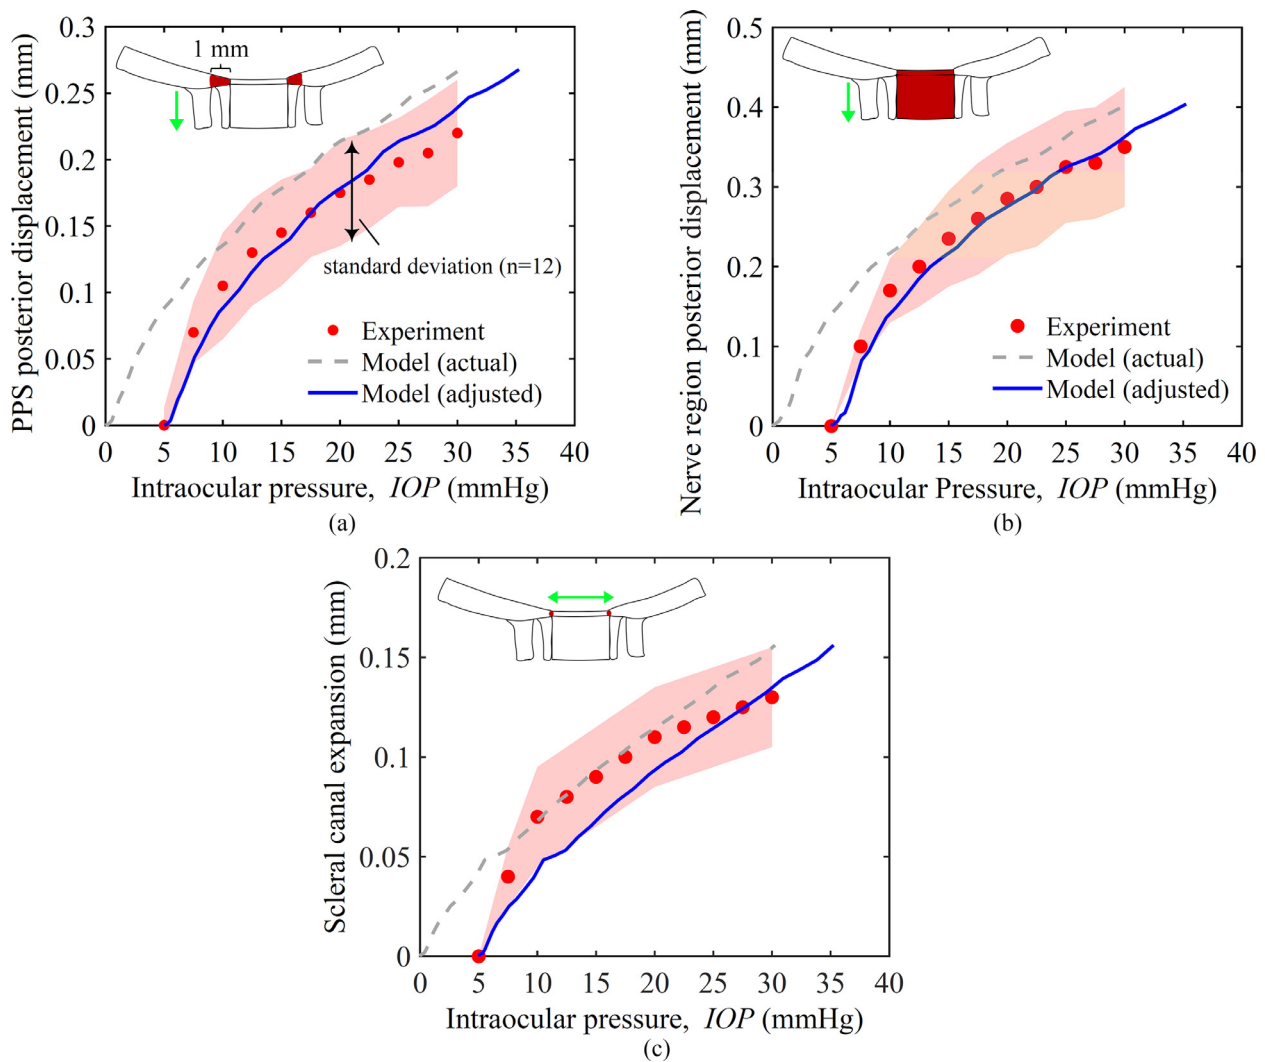 (a)
PPS posterior displacement (mm)
0.3
0.25
0.2
0.15
0.1
0.05
0
1 mm
standard deviation (n=12)
Experiment
Model (actual)
Model (adjusted)
0 5 10 15 20 25 30 35 40
Intraocular pressure, IOP (mmHg)
(a)
Nerve region posterior displacement (mm)
0.5
0.4
0.3
0.2
0.1
0
Experiment
Model (actual)
Model (adjusted)
0 5 10 15 20 25 30 35 40
Intraocular Pressure, IOP (mmHg)
(b)
Scleral canal expansion (mm)
0.2
0.15
0.1
0.05
0
0 5 10 15 20 25 30 35 40
Intraocular pressure, IOP (mmHg)
(c)